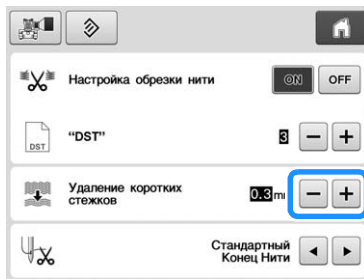 Настройка обрезки нити ON OFF
DST "DST" 3 − +
Удаление коротких
стежков 0.3 m − +
Стандартный
Конец Нити